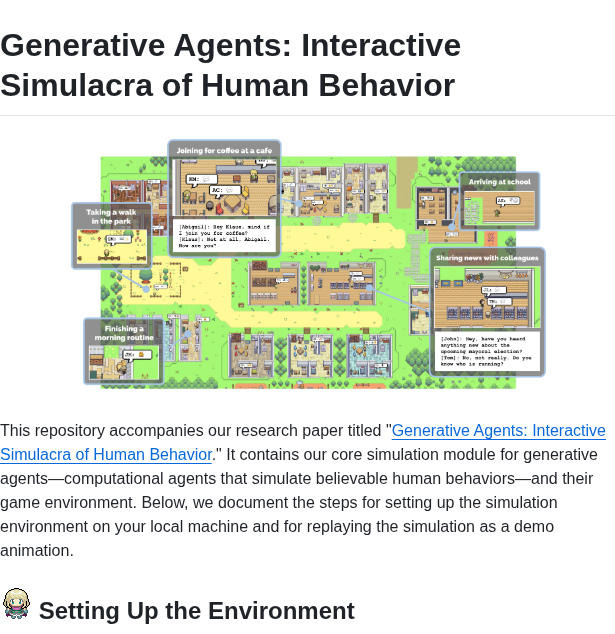 Generative Agents: Interactive
Simulacra of Human Behavior
Joining for coffee at a cafe
[Abigail]: Hey Klaus, mind if
I join you for coffee?
[Klaus]: Not at all, Abigail.
How are you?
Arriving at school
Taking a walk
in the park
Sharing news with colleagues
[John]: Hey, have you heard
anything new about the
upcoming mayoral election?
[Tom]: No, not really. Do you
know who is running?
Finishing a
morning routine
This repository accompanies our research paper titled "Generative Agents: Interactive
Simulacra of Human Behavior." It contains our core simulation module for generative
agents—computational agents that simulate believable human behaviors—and their
game environment. Below, we document the steps for setting up the simulation
environment on your local machine and for replaying the simulation as a demo
animation.
Setting Up the Environment